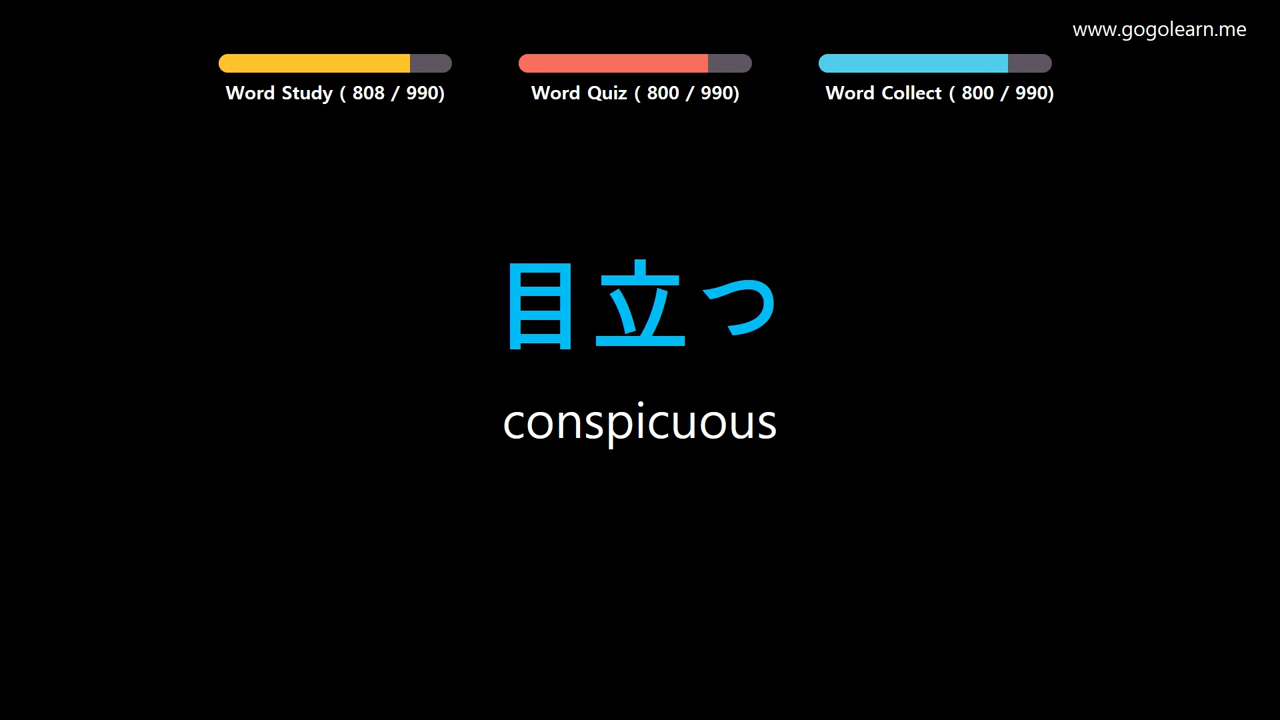 www.gogolearn.me
Word Study ( 808 / 990)
Word Quiz ( 800 / 990)
Word Collect ( 800 / 990)
目立つ
conspicuous